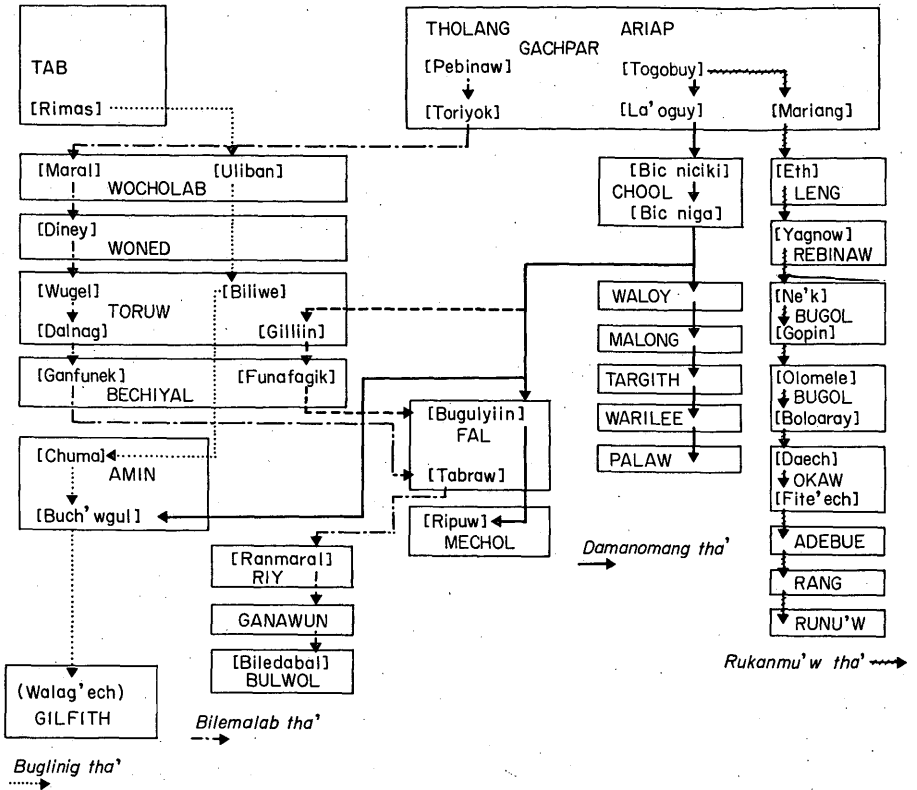 THOLANG ARIAP
GACHPAR
TAB
[Pebinaw] [Togobuy]
[Rimas] [Toriyok] [La'oguy] [Mariang]
[Maral] [Uliban]
WOCHOLAB
[Bic niciki]
CHOOL
[Bic niga]
[Eth]
LENG
[Diney]
WONED
[Yagnow]
REBINAW
[Wugel] [Biliwe]
TORUW
[Dalnag] [Gilliin]
WALOY
[Ne'k]
BUGOL
[Gopin]
MALONG
[Ganfunek] [Funafagik]
BECHIYAL
TARGITH
[Olomele]
BUGOL
[Boloaray]
[Bugulyiin]
FAL
[Tabraw]
WARILEE
[Chuma]
AMIN
[Buch'wgul]
PALAW
[Daech]
OKAW
[Fite'ech]
[Ripuw]
MECHOL
Damanomang tha'
ADEBUE
[Ranmaral]
RIY
RANG
GANAWUN
RUNU'W
[Biledabal]
BULWOL
Rukanmu'w tha'
(Walag'ech)
GILFITH
Bilemalab tha'
Buglinig tha'